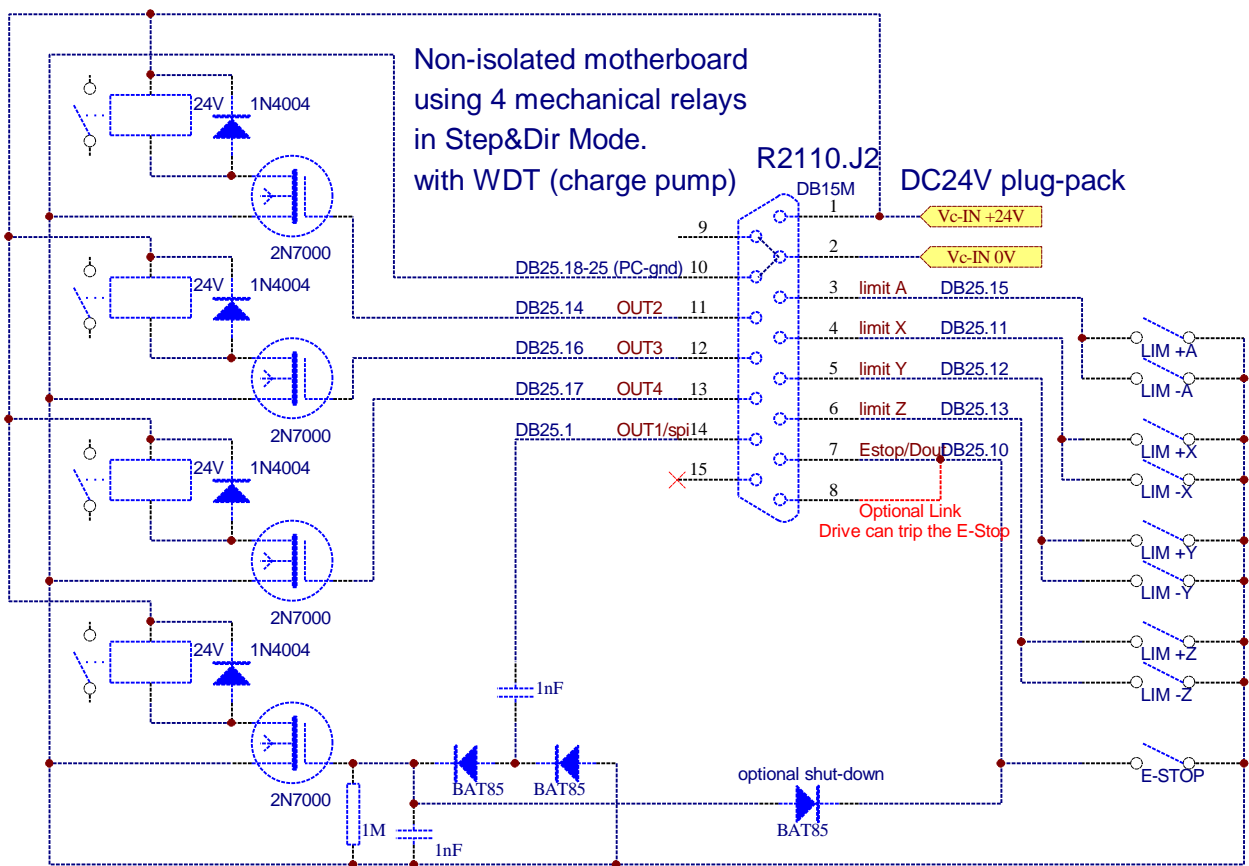 Non-isolated motherboard
using 4 mechanical relays
in Step&Dir Mode.
with WDT (charge pump)
R2110.J2
DB15M
DC24V plug-pack
24V
1N4004
2N7000
24V
1N4004
2N7000
24V
1N4004
2N7000
24V
1N4004
2N7000
9
DB25.18-25 (PC-gnd) 10
DB25.14 OUT2 11
DB25.16 OUT3 12
DB25.17 OUT4 13
DB25.1 OUT1/spi 14
15
1 Vc-IN +24V
2 Vc-IN 0V
3 limit A DB25.15
4 limit X DB25.11
5 limit Y DB25.12
6 limit Z DB25.13
7 Estop/Dout DB25.10
8
Optional Link
Drive can trip the E-Stop
LIM +A
LIM -A
LIM +X
LIM -X
LIM +Y
LIM -Y
LIM +Z
LIM -Z
E-STOP
1nF
BAT85
BAT85
optional shut-down
BAT85
1M
1nF